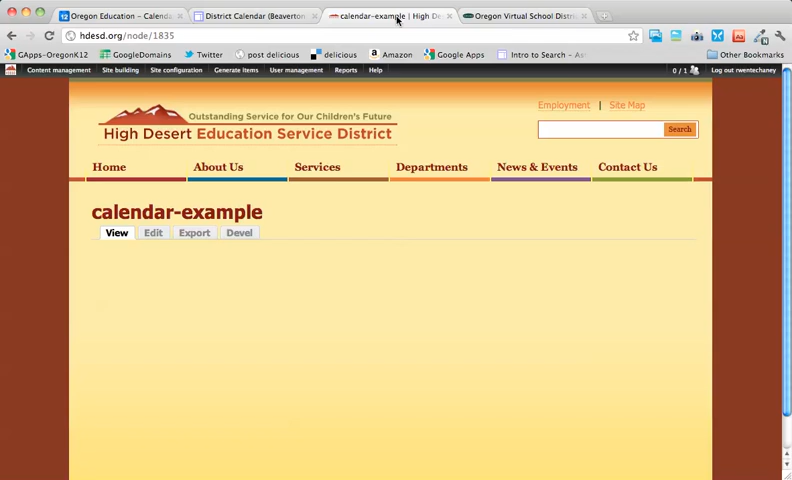 Oregon Education – Calenda
District Calendar (Beaverton
calendar-example | High De
Oregon Virtual School Distri
hdesd.org/node/1835
GApps-OregonK12
GoogleDomains
Twitter
post delicious
delicious
Amazon
Google Apps
Intro to Search – As
Other Bookmarks
Content management
Site building
Site configuration
Generate items
User management
Reports
Help
0 / 1
Log out rwentechaney
Outstanding Service for Our Children's Future
High Desert Education Service District
Employment | Site Map
Search
Home
About Us
Services
Departments
News & Events
Contact Us
calendar-example
View
Edit
Export
Devel